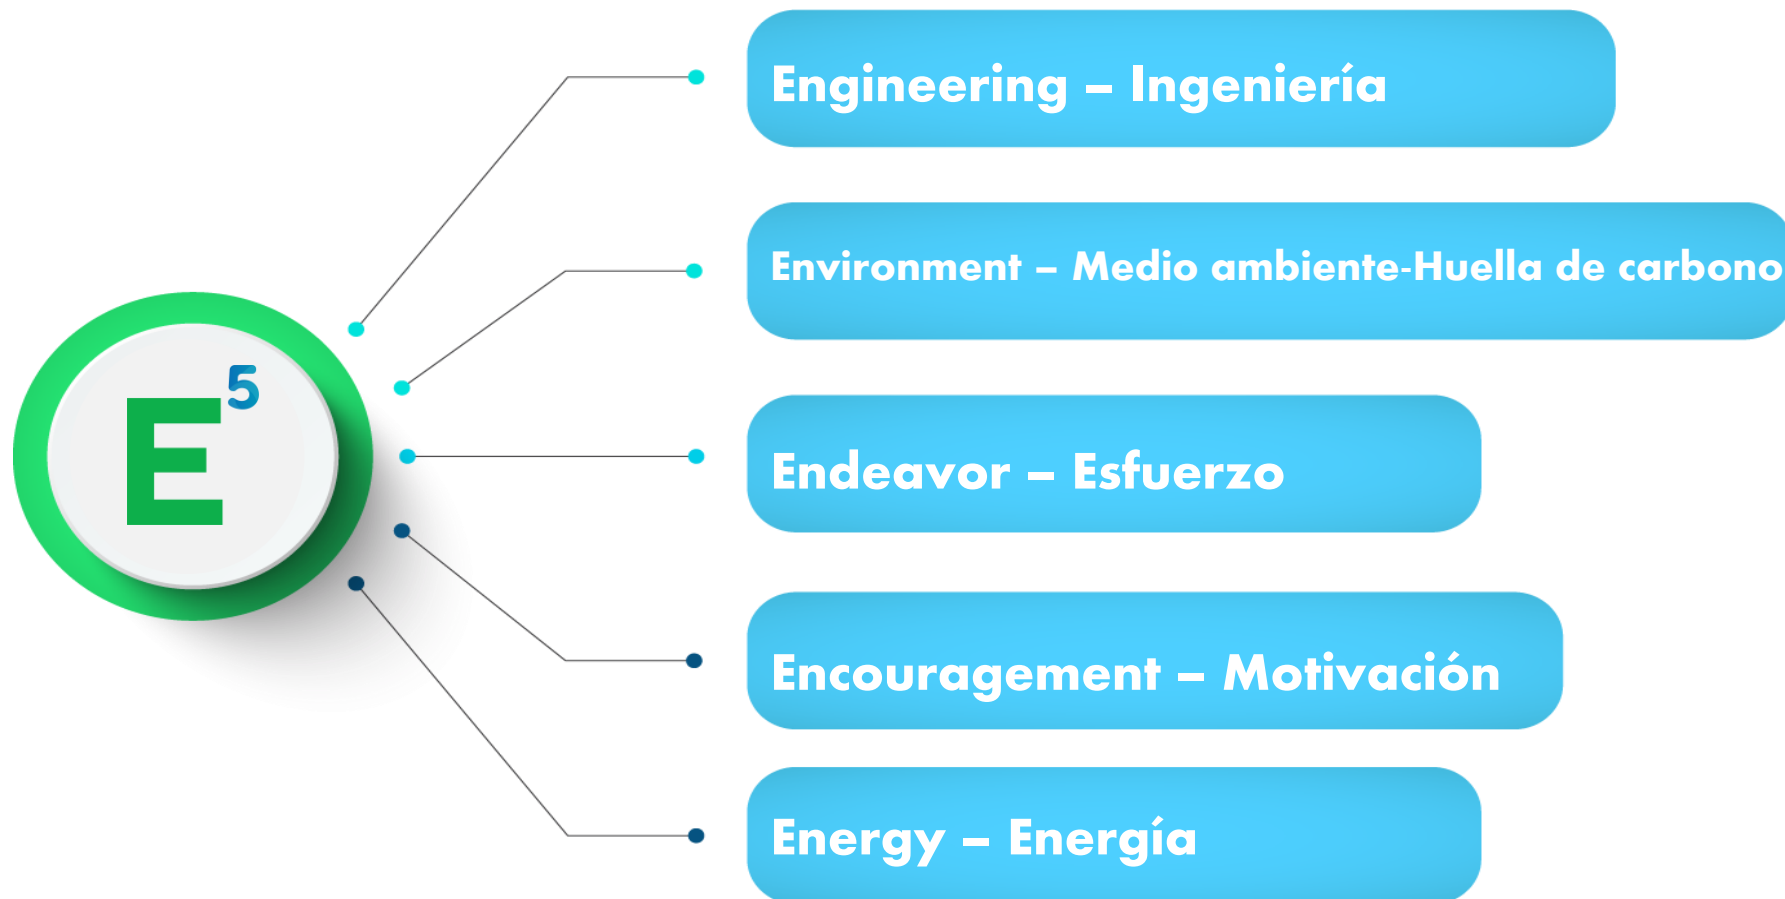 Engineering – Ingeniería
Environment – Medio ambiente-Huella de carbono
E⁵
Endeavor – Esfuerzo
Encouragement – Motivación
Energy – Energía